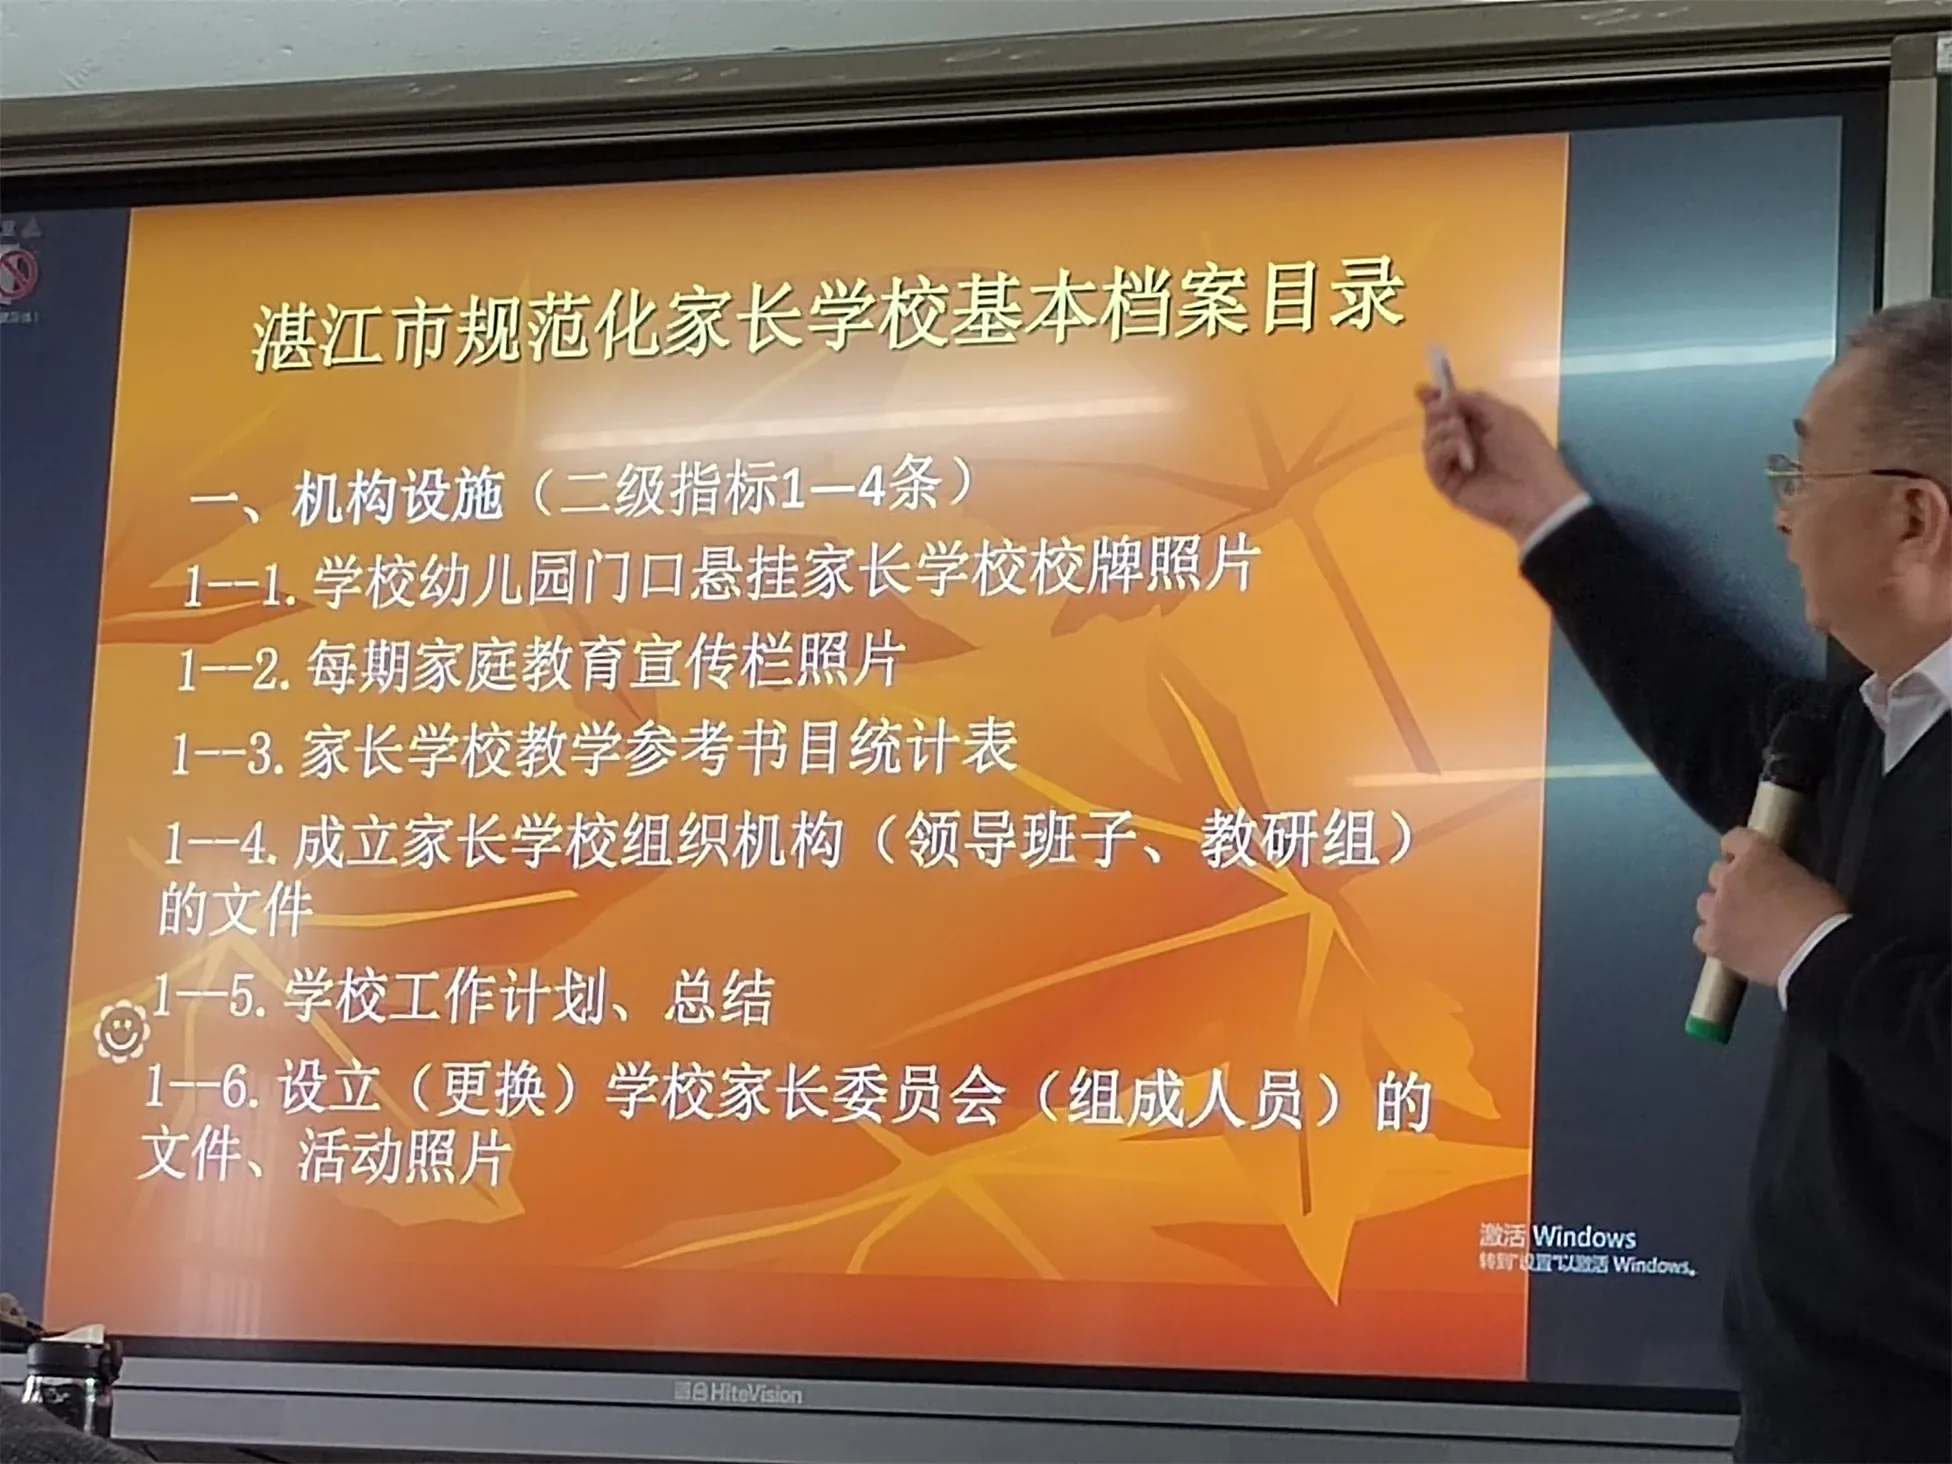 湛江市规范化家长学校基本档案目录
一、机构设施（二级指标1—4条）
1--1.学校幼儿园门口悬挂家长学校校牌照片
1--2.每期家庭教育宣传栏照片
1--3.家长学校教学参考书目统计表
1--4.成立家长学校组织机构（领导班子、教研组）
的文件
1--5.学校工作计划、总结
1--6.设立（更换）学校家长委员会（组成人员）的
文件、活动照片
激活 Windows
转到"设置"以激活 Windows。
HiteVision